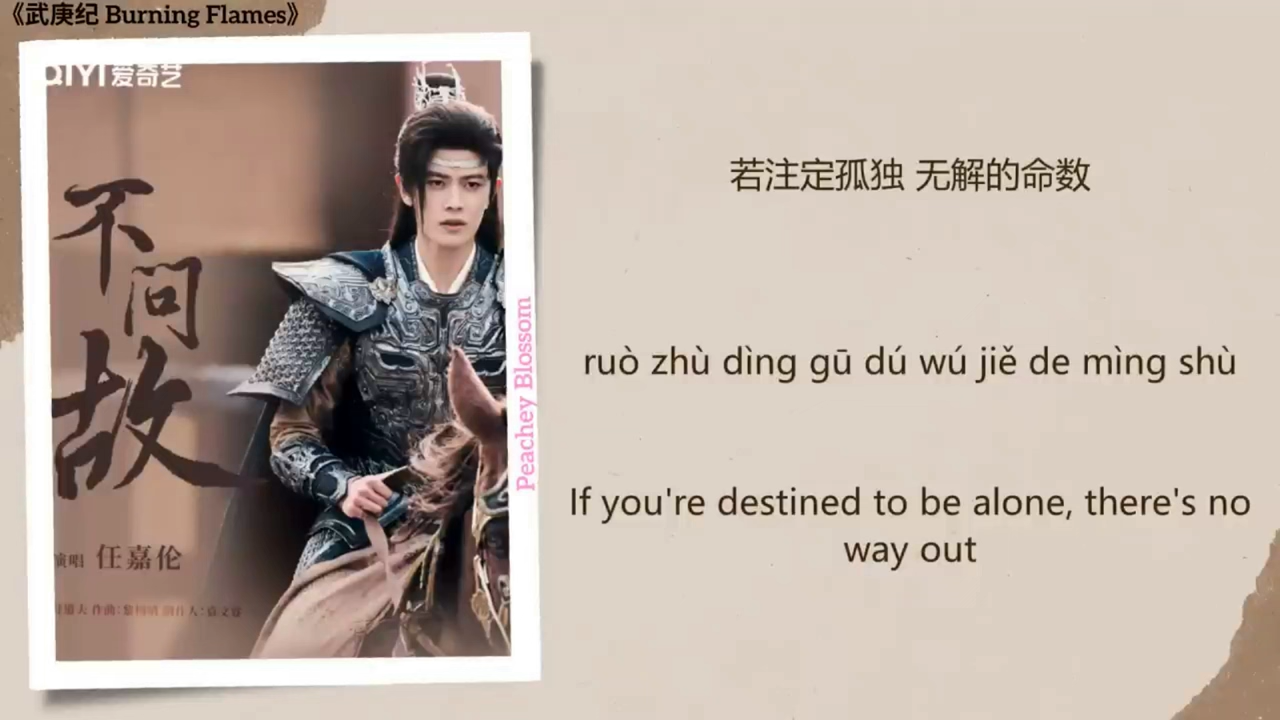 《武庚纪 Burning Flames》
QIYI 爱奇艺
不
问
故
演唱 任嘉伦
Peachey Blossom
若注定孤独 无解的命数
ruò zhù dìng gū dú wú jiě de mìng shù
If you're destined to be alone, there's no
way out